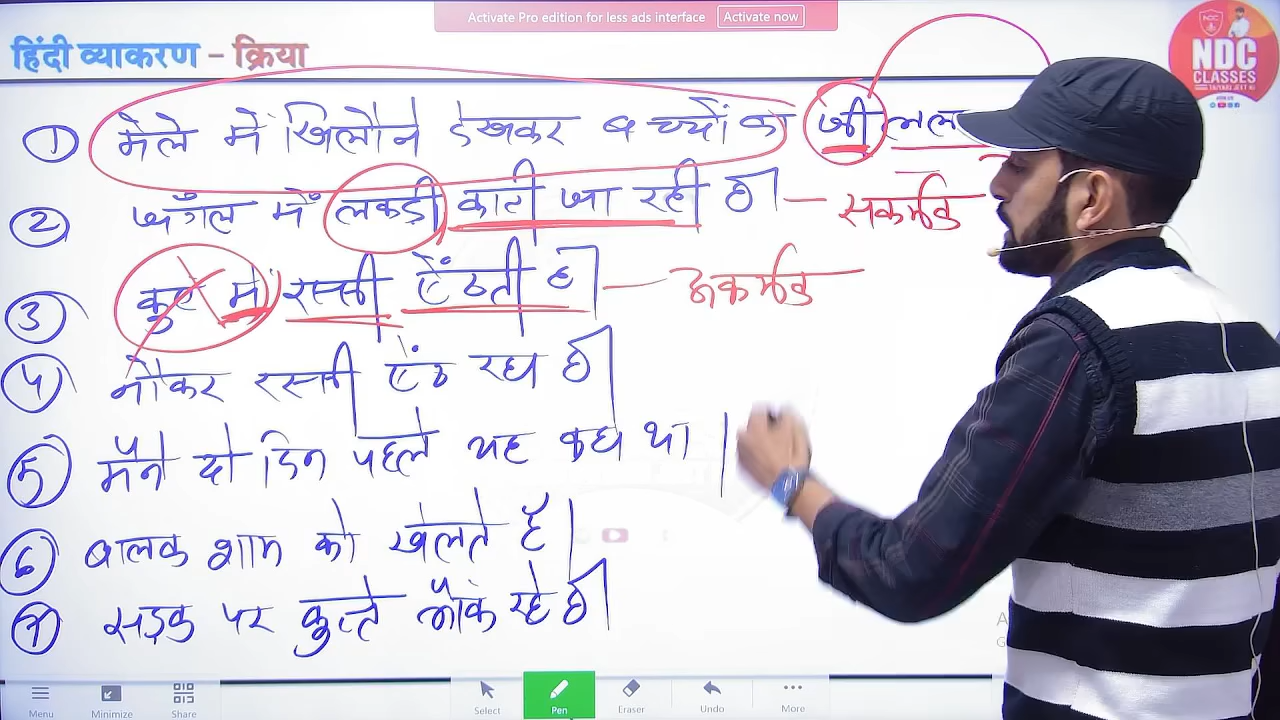 Activate Pro edition for less ads interface Activate now
हिंदी व्याकरण – क्रिया
NDC
CLASSES
① मेले में खिलौने देखकर बच्चों का जी
② जंगल में लकड़ी काटी जा रही है। — सकर्मक
③ कुएँ में रस्सी ऐंठती है। — अकर्मक
④ नौकर रस्सी ऐंठ रहा है।
⑤ मैंने दो दिन पहले यह कहा था।
⑥ बालक शाम को खेलते हैं।
⑦ सड़क पर कुत्ते भौंक रहे हैं।
Menu Minimize Share Select Pen Eraser Undo More